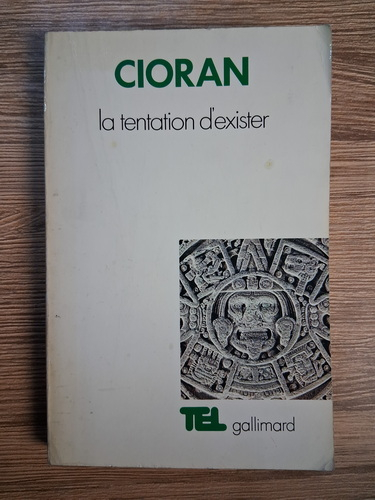 CIORAN
la tentation d'exister
TEL gallimard